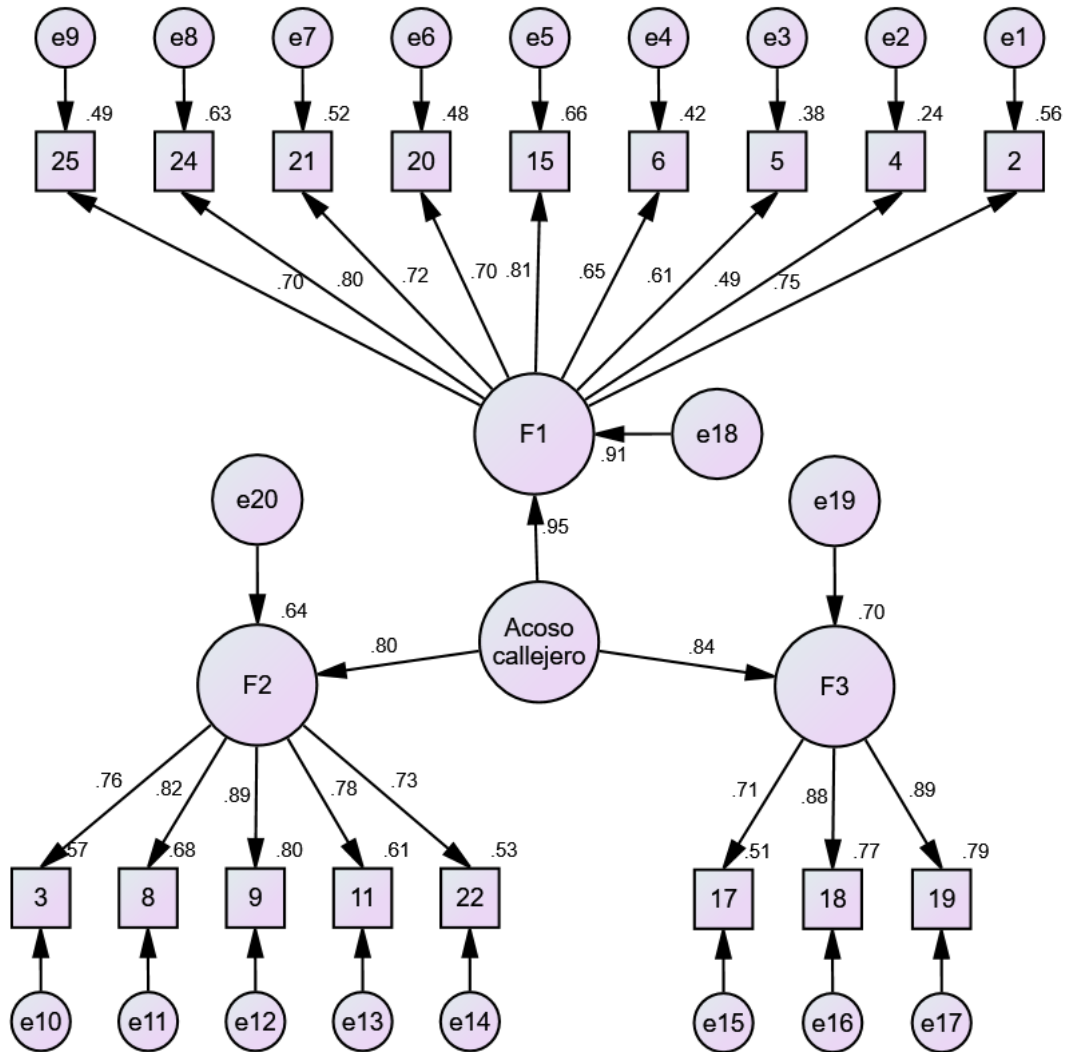 e9 e8 e7 e6 e5 e4 e3 e2 e1
.49 .63 .52 .48 .66 .42 .38 .24 .56
25 24 21 20 15 6 5 4 2
.70 .80 .72 .70 .81 .65 .61 .49 .75
F1
e18
.91
e20
e19
.95
.64
.70
Acoso
callejero
.80
.84
F2
F3
.76 .82 .89 .78 .73
.71 .88 .89
.57 .68 .80 .61 .53
.51 .77 .79
3 8 9 11 22
17 18 19
e10 e11 e12 e13 e14
e15 e16 e17